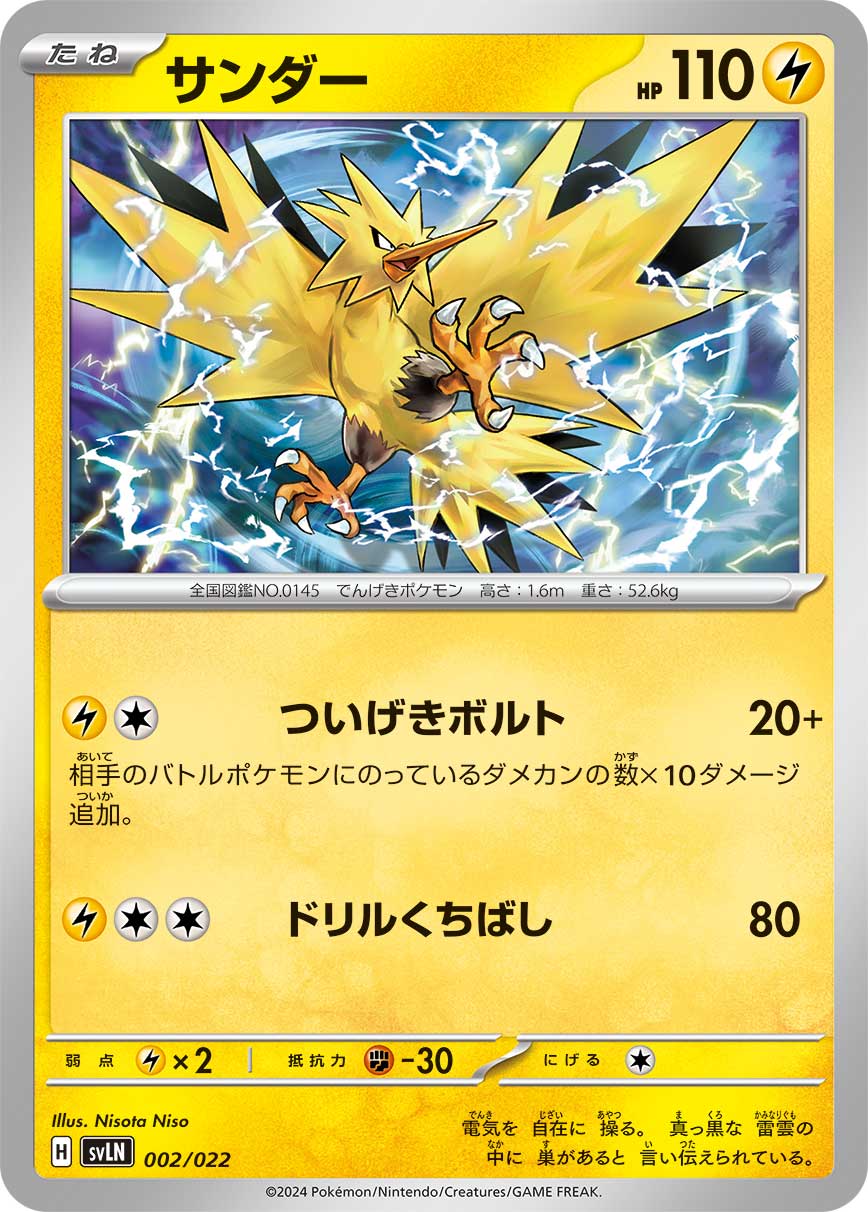 たね
サンダー
HP 110
全国図鑑NO.0145 でんげきポケモン 高さ:1.6m 重さ:52.6kg
ついげきボルト 20+
相手のバトルポケモンにのっているダメカンの数×10ダメージ
追加。
ドリルくちばし 80
弱点 ×2 抵抗力 -30 にげる
Illus. Nisota Niso
電気を 自在に 操る。真っ黒な 雷雲の
中に 巣があると 言い伝えられている。
H svLN 002/022
©2024 Pokémon/Nintendo/Creatures/GAME FREAK.